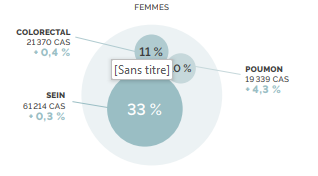 FEMMES
COLORECTAL
21 370 CAS
+ 0,4 %
11 %
[Sans titre]
0 %
POUMON
19 339 CAS
+ 4,3 %
SEIN
61 214 CAS
+ 0,3 %
33 %